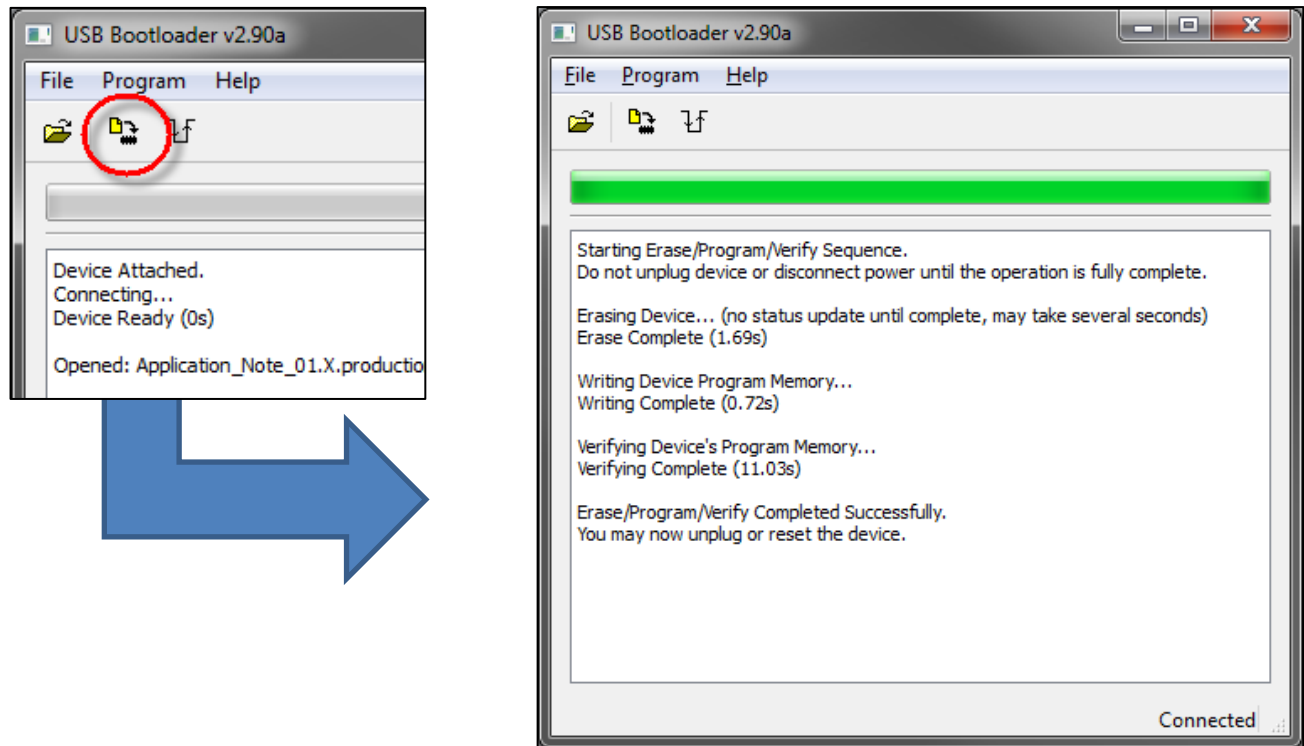 USB Bootloader v2.90a
File Program Help
Device Attached.
Connecting...
Device Ready (0s)
Opened: Application_Note_01.X.productio
USB Bootloader v2.90a
File Program Help
Starting Erase/Program/Verify Sequence.
Do not unplug device or disconnect power until the operation is fully complete.
Erasing Device... (no status update until complete, may take several seconds)
Erase Complete (1.69s)
Writing Device Program Memory...
Writing Complete (0.72s)
Verifying Device's Program Memory...
Verifying Complete (11.03s)
Erase/Program/Verify Completed Successfully.
You may now unplug or reset the device.
Connected